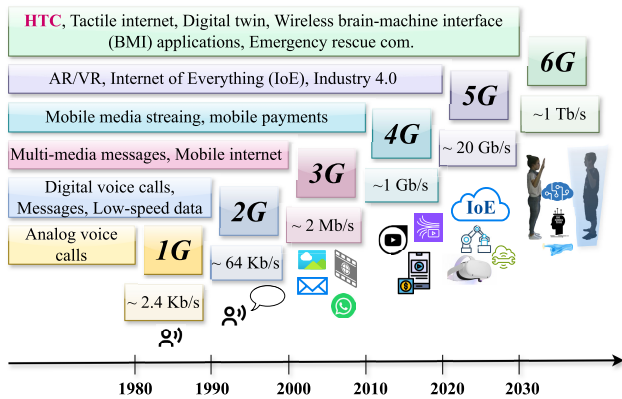 HTC, Tactile internet, Digital twin, Wireless brain-machine interface
(BMI) applications, Emergency rescue com.
6G
AR/VR, Internet of Everything (IoE), Industry 4.0
5G
~1 Tb/s
Mobile media streaing, mobile payments
4G
~ 20 Gb/s
Multi-media messages, Mobile internet
3G
~1 Gb/s
Digital voice calls,
Messages, Low-speed data
2G
~ 2 Mb/s
IoE
Analog voice
calls
1G
~ 64 Kb/s
~ 2.4 Kb/s
1980
1990
2000
2010
2020
2030